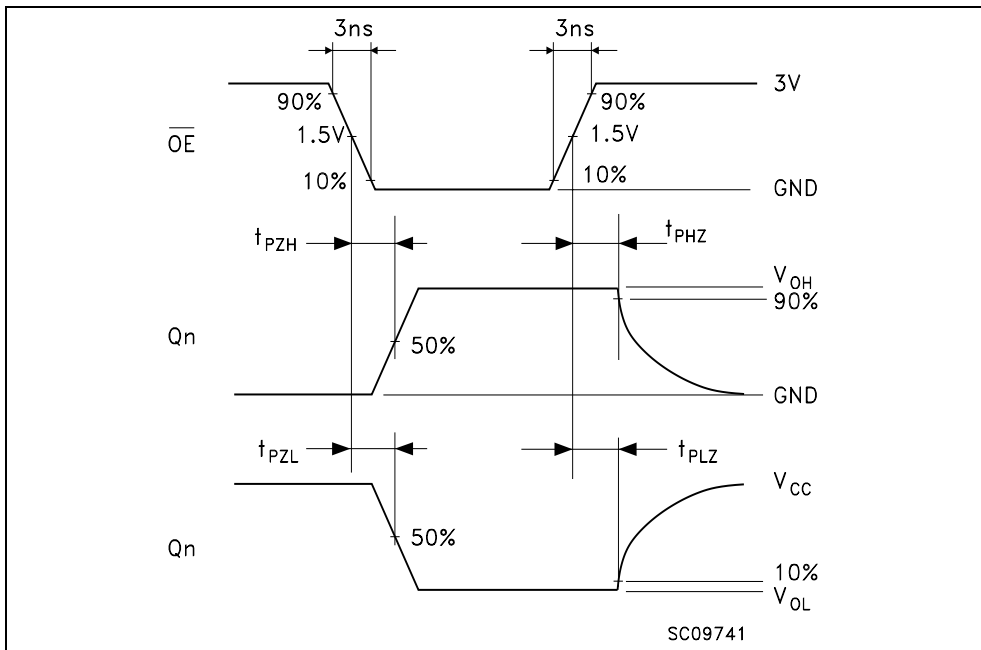 3ns 3ns
3V
90% 90%
OE 1.5V 1.5V
10% 10%
GND
tPZH tPHZ
VOH
90%
Qn 50%
GND
tPZL tPLZ
VCC
Qn 50%
10%
VOL
SC09741